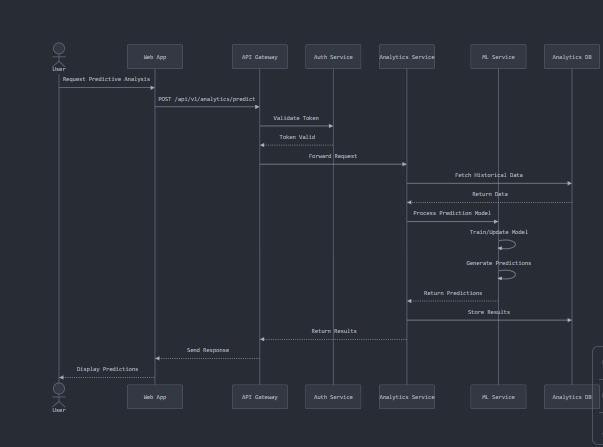 User
Web App
API Gateway
Auth Service
Analytics Service
ML Service
Analytics DB
Request Predictive Analysis
POST /api/v1/analytics/predict
Validate Token
Token Valid
Forward Request
Fetch Historical Data
Return Data
Process Prediction Model
Train/Update Model
Generate Predictions
Return Predictions
Store Results
Return Results
Send Response
Display Predictions
User
Web App
API Gateway
Auth Service
Analytics Service
ML Service
Analytics DB